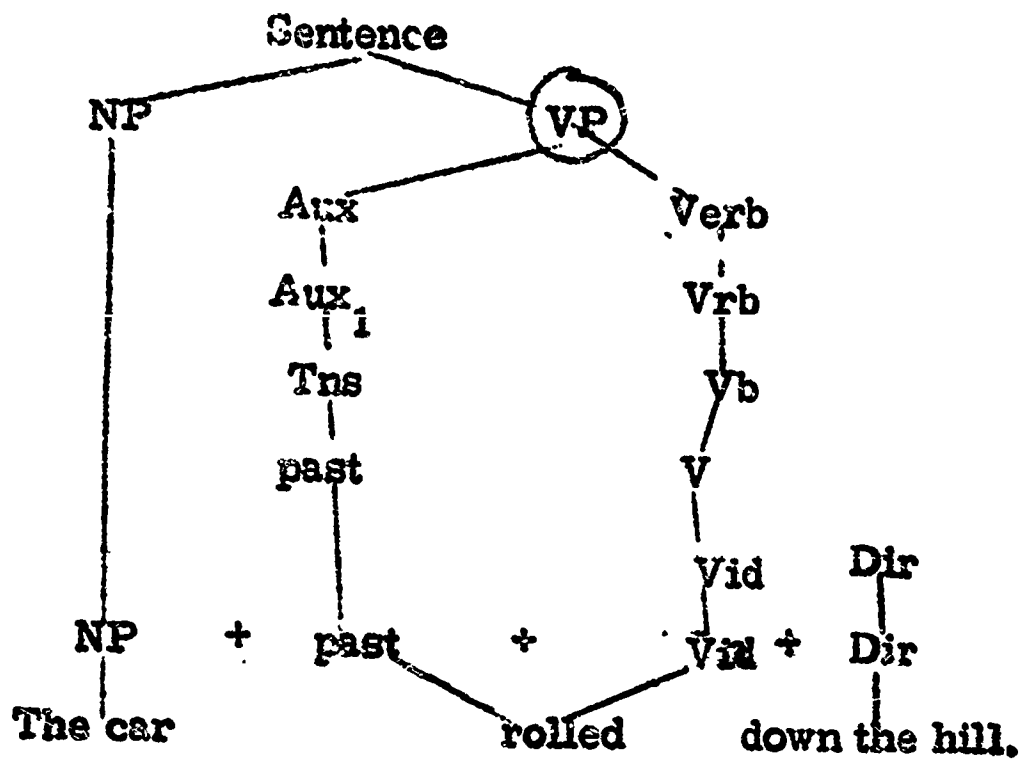 Sentence
NP VP
Aux Verb
Aux₁ Vrb
Tns Vb
past V
Vid Dir
NP + past + Vid + Dir
The car rolled down the hill.